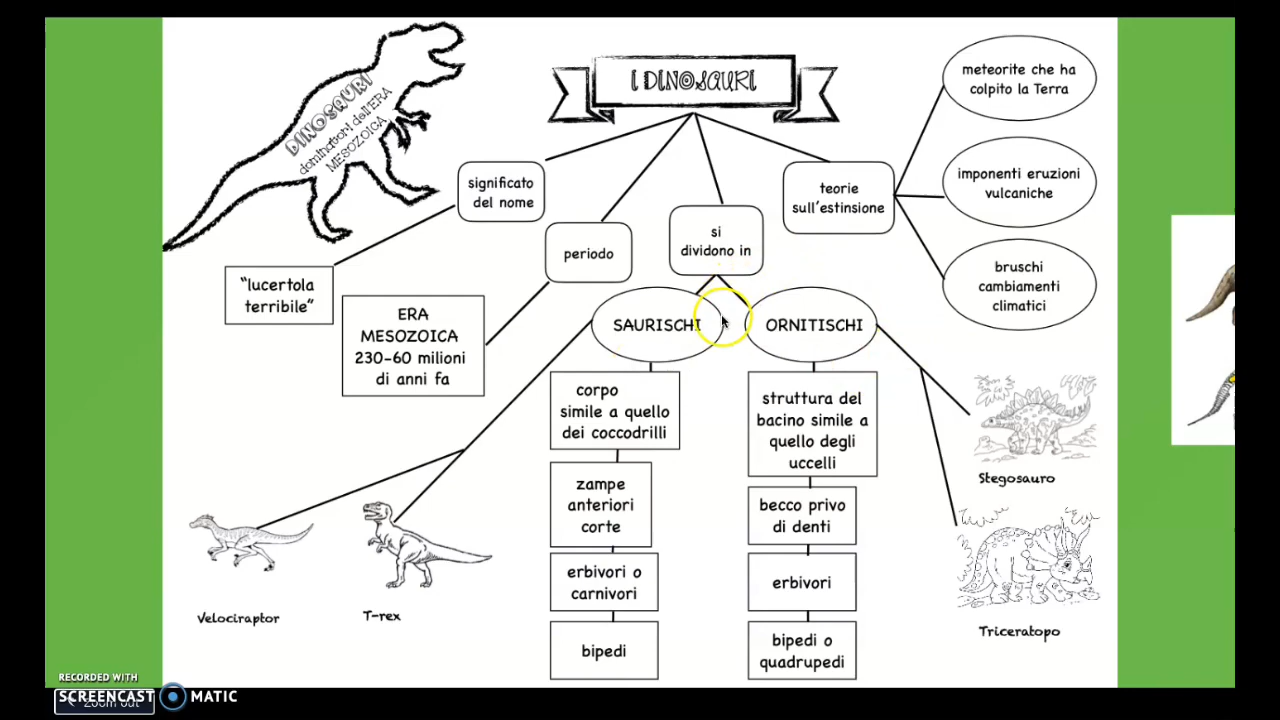 I DINOSAURI
DINOSAURI
dominatori dell'ERA
MESOZOICA
significato
del nome
"lucertola
terribile"
periodo
ERA
MESOZOICA
230-60 milioni
di anni fa
si
dividono in
teorie
sull'estinsione
meteorite che ha
colpito la Terra
imponenti eruzioni
vulcaniche
bruschi
cambiamenti
climatici
SAURISCHI
corpo
simile a quello
dei coccodrilli
zampe
anteriori
corte
erbivori o
carnivori
bipedi
ORNITISCHI
struttura del
bacino simile a
quello degli
uccelli
becco privo
di denti
erbivori
bipedi o
quadrupedi
Velociraptor
T-rex
Stegosauro
Triceratopo
RECORDED WITH
SCREENCAST MATIC
Zoom out